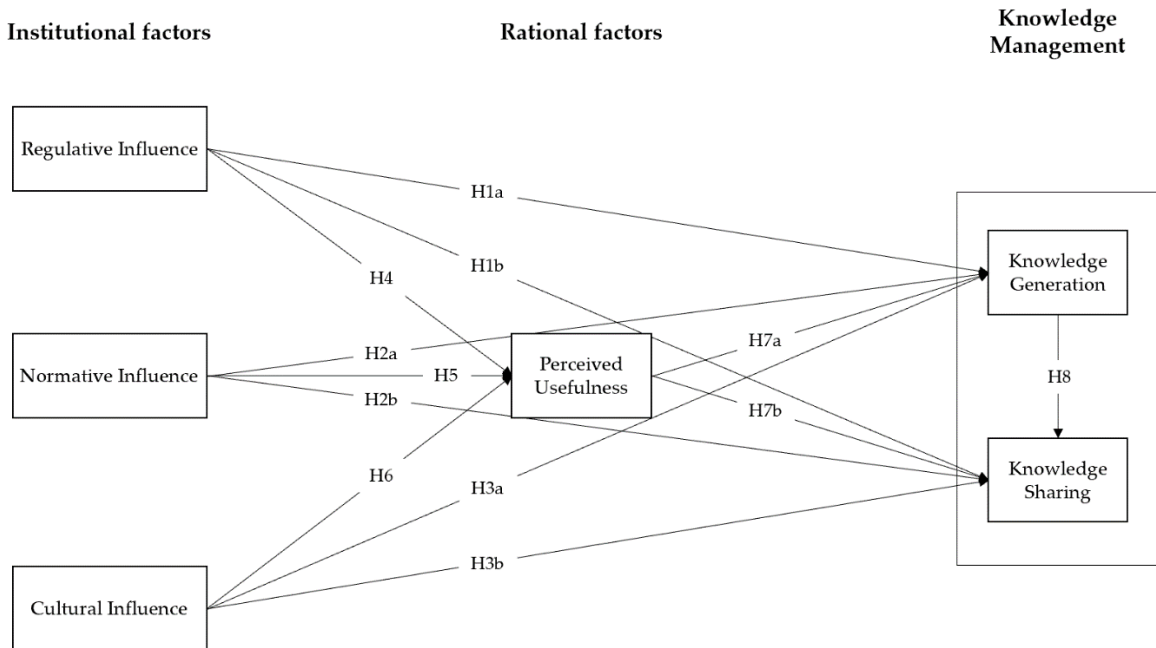 Institutional factors
Rational factors
Knowledge
Management
Regulative Influence
H1a
H1b
H4
Knowledge
Generation
Normative Influence
H2a
H5
H2b
Perceived
Usefulness
H7a
H7b
H8
H6
H3a
H3b
Knowledge
Sharing
Cultural Influence